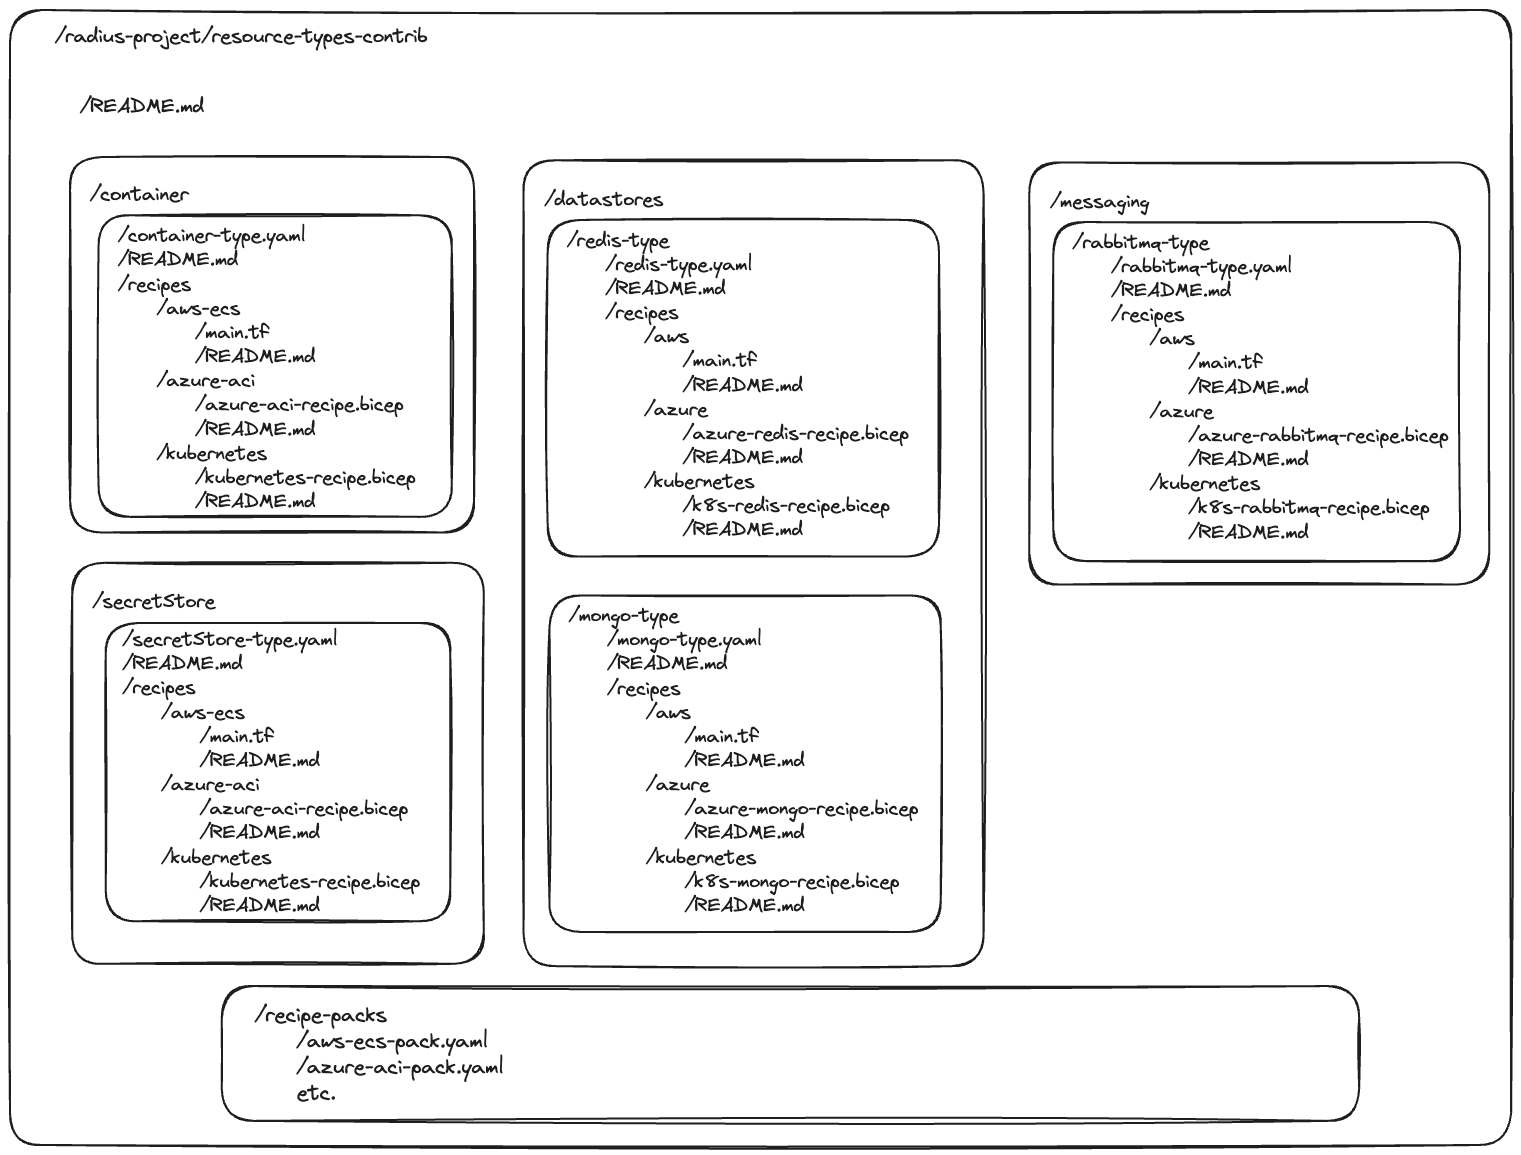 /radius-project/resource-types-contrib
/README.md
/container
/container-type.yaml
/README.md
/recipes
/aws-ecs
/main.tf
/README.md
/azure-aci
/azure-aci-recipe.bicep
/README.md
/kubernetes
/kubernetes-recipe.bicep
/README.md
/secretStore
/secretStore-type.yaml
/README.md
/recipes
/aws-ecs
/main.tf
/README.md
/azure-aci
/azure-aci-recipe.bicep
/README.md
/kubernetes
/kubernetes-recipe.bicep
/README.md
/datastores
/redis-type
/redis-type.yaml
/README.md
/recipes
/aws
/main.tf
/README.md
/azure
/azure-redis-recipe.bicep
/README.md
/kubernetes
/k8s-redis-recipe.bicep
/README.md
/mongo-type
/mongo-type.yaml
/README.md
/recipes
/aws
/main.tf
/README.md
/azure
/azure-mongo-recipe.bicep
/README.md
/kubernetes
/k8s-mongo-recipe.bicep
/README.md
/messaging
/rabbitmq-type
/rabbitmq-type.yaml
/README.md
/recipes
/aws
/main.tf
/README.md
/azure
/azure-rabbitmq-recipe.bicep
/README.md
/kubernetes
/k8s-rabbitmq-recipe.bicep
/README.md
/recipe-packs
/aws-ecs-pack.yaml
/azure-aci-pack.yaml
etc.